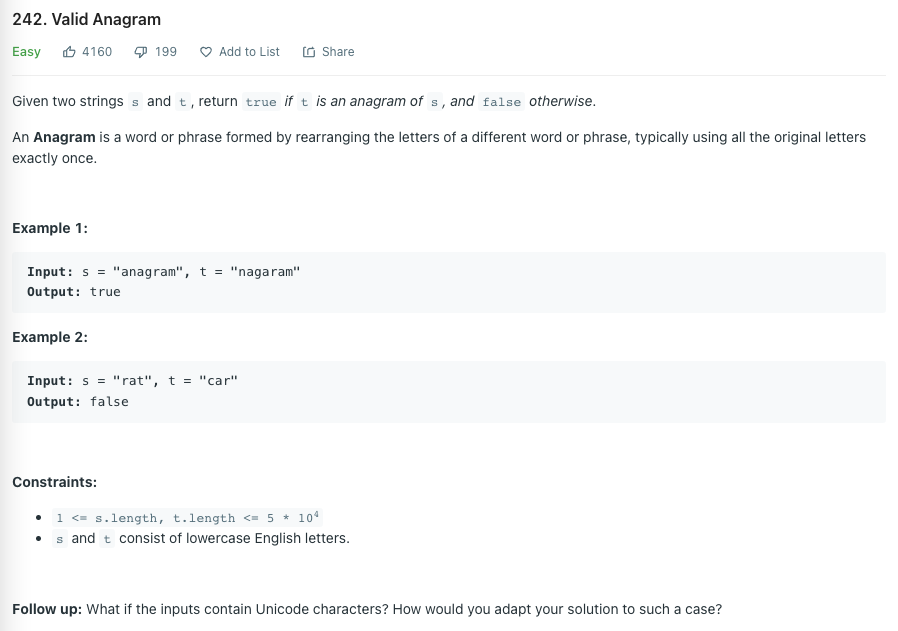 242. Valid Anagram
Easy 4160 199 Add to List Share
Given two strings s and t, return true if t is an anagram of s, and false otherwise.
An Anagram is a word or phrase formed by rearranging the letters of a different word or phrase, typically using all the original letters
exactly once.
Example 1:
Input: s = "anagram", t = "nagaram"
Output: true
Example 2:
Input: s = "rat", t = "car"
Output: false
Constraints:
• 1 <= s.length, t.length <= 5 * 10⁴
• s and t consist of lowercase English letters.
Follow up: What if the inputs contain Unicode characters? How would you adapt your solution to such a case?